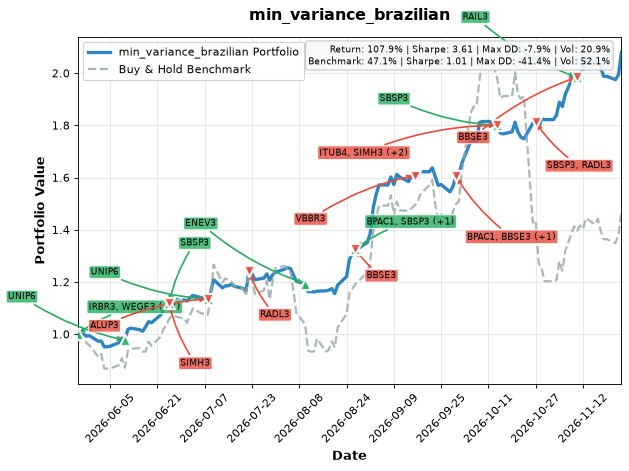 min_variance_brazilian
RAIL3
min_variance_brazilian Portfolio
Buy & Hold Benchmark
Return: 107.9% | Sharpe: 3.61 | Max DD: -7.9% | Vol: 20.9%
Benchmark: 47.1% | Sharpe: 1.01 | Max DD: -41.4% | Vol: 52.1%
SBSP3
BBSE3
ITUB4, SIMH3 (+2)
SBSP3, RADL3
VBBR3
BPAC1, SBSP3 (+1)
ENEV3
BPAC1, BBSE3 (+1)
SBSP3
UNIP6
BBSE3
UNIP6
IRBR3, WEGE3
RADL3
ALUP3
SIMH3
2.0
1.8
1.6
1.4
1.2
1.0
Portfolio Value
2026-06-05
2026-06-21
2026-07-07
2026-07-23
2026-08-08
2026-08-24
2026-09-09
2026-09-25
2026-10-11
2026-10-27
2026-11-12
Date